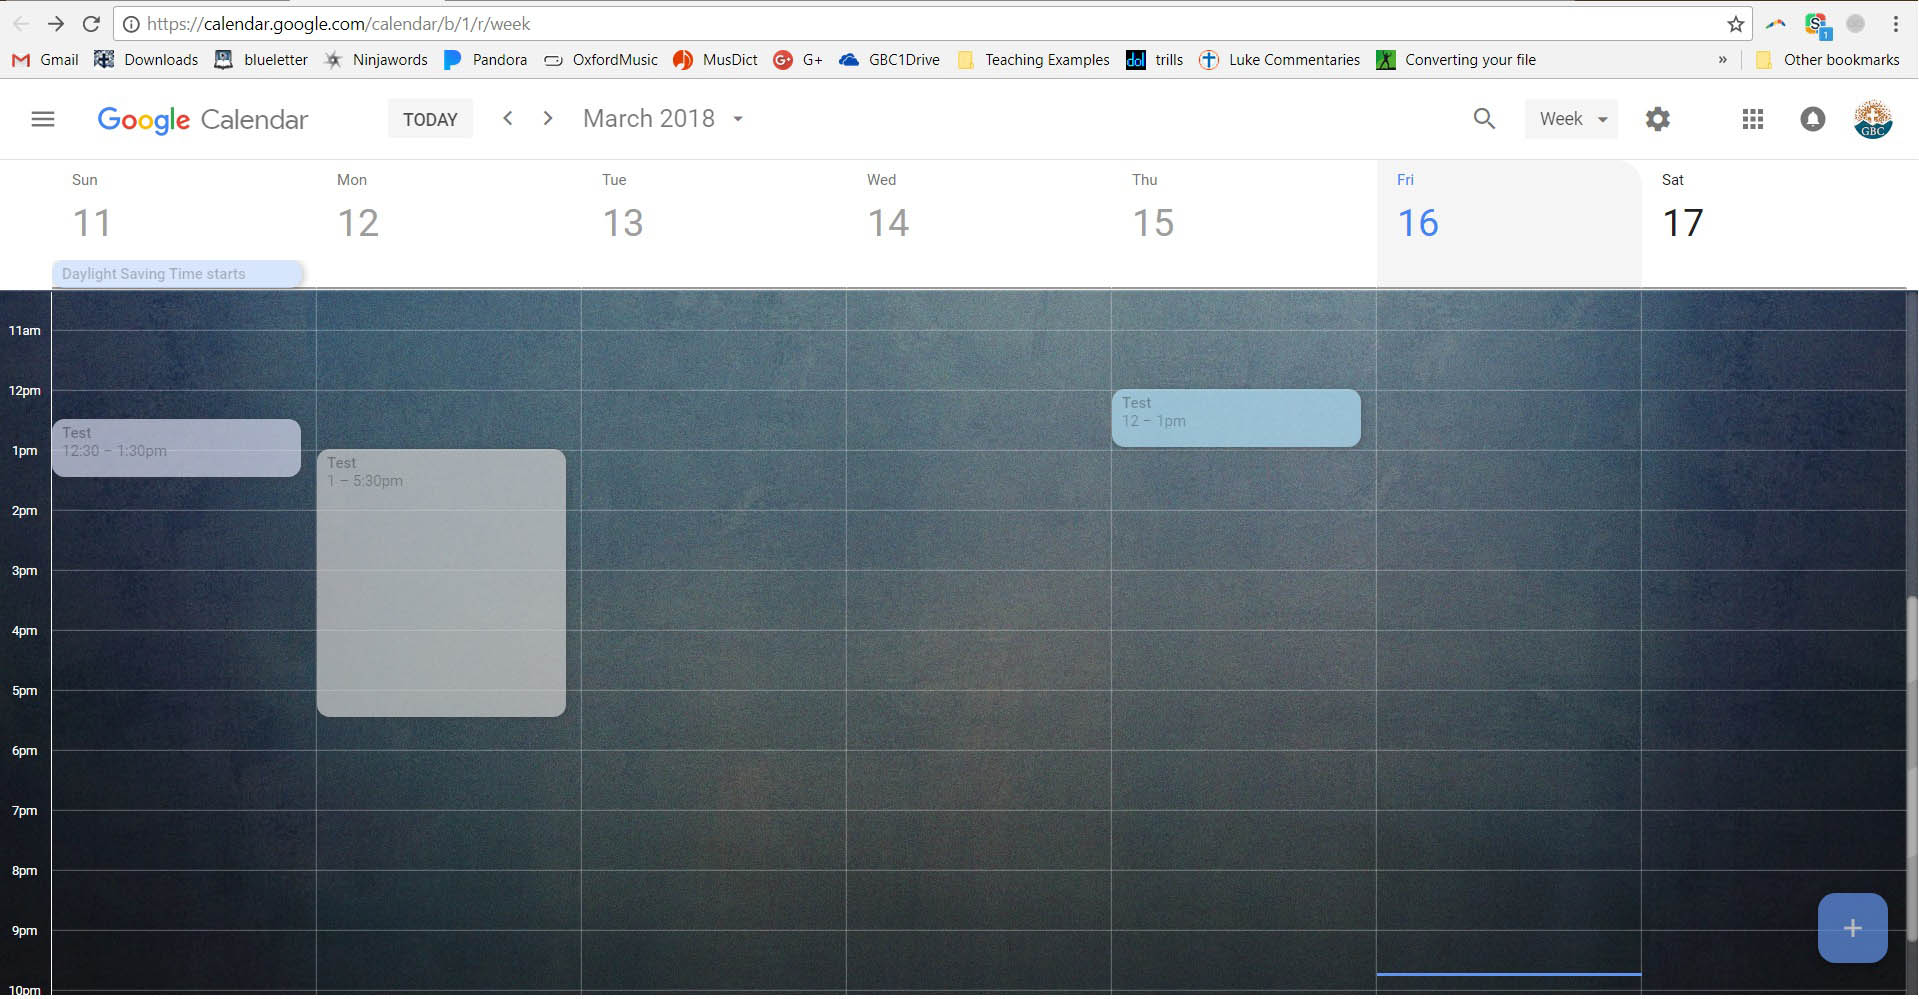 https://calendar.google.com/calendar/b/1/r/week
Gmail Downloads blueletter Ninjawords Pandora OxfordMusic MusDict G+ GBC1Drive Teaching Examples dol trills Luke Commentaries Converting your file » Other bookmarks
Google Calendar TODAY March 2018 Week GBC
Sun Mon Tue Wed Thu Fri Sat
11 12 13 14 15 16 17
Daylight Saving Time starts
11am
12pm
Test
12 – 1pm
Test
12:30 – 1:30pm
1pm
Test
1 – 5:30pm
2pm
3pm
4pm
5pm
6pm
7pm
8pm
9pm
10pm